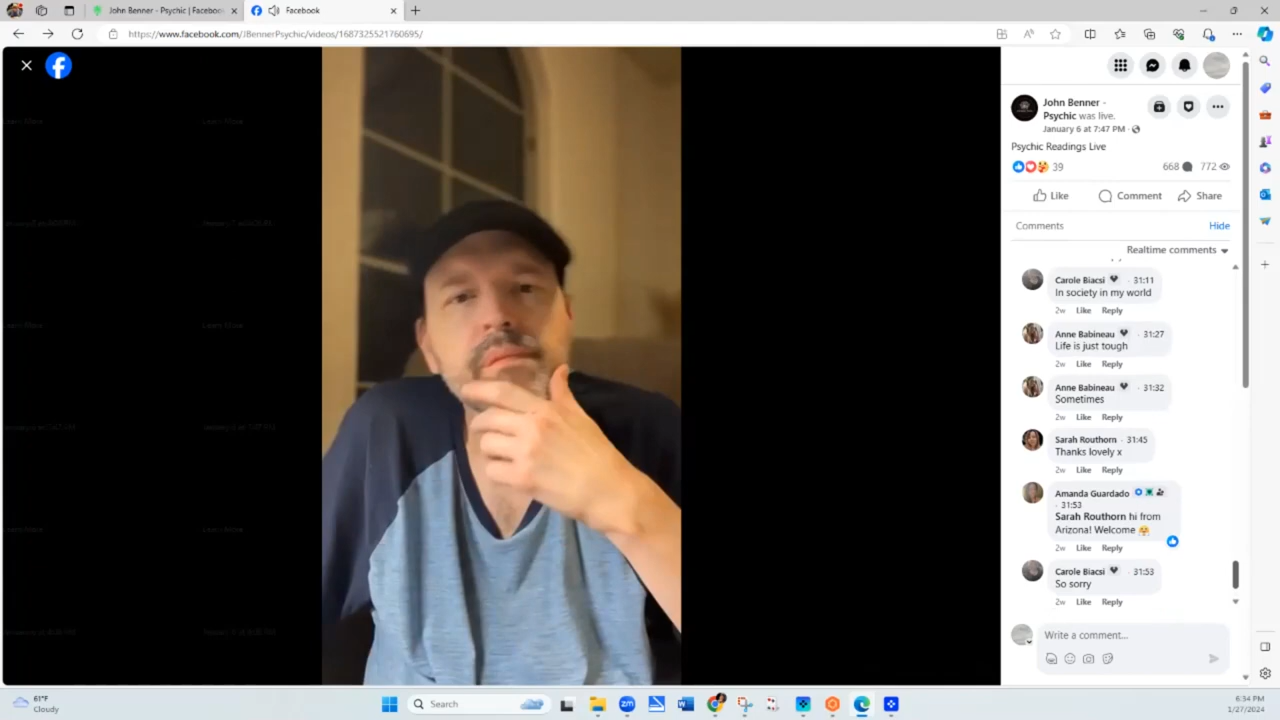 John Benner - Psychic | Facebook
Facebook
https://www.facebook.com/JBennerPsychic/videos/1687325521760695/
John Benner -
Psychic was live.
January 6 at 7:47 PM
Psychic Readings Live
39
668
772
Like
Comment
Share
Comments
Hide
Realtime comments
Carole Biacsi · 31:11
In society in my world
2w Like Reply
Anne Babineau · 31:27
Life is just tough
2w Like Reply
Anne Babineau · 31:32
Sometimes
2w Like Reply
Sarah Routhorn · 31:45
Thanks lovely x
2w Like Reply
Amanda Guardado
· 31:53
Sarah Routhorn hi from
Arizona! Welcome
2w Like Reply
Carole Biacsi · 31:53
So sorry
2w Like Reply
Write a comment...
61°F
Cloudy
Search
6:34 PM
1/27/2024